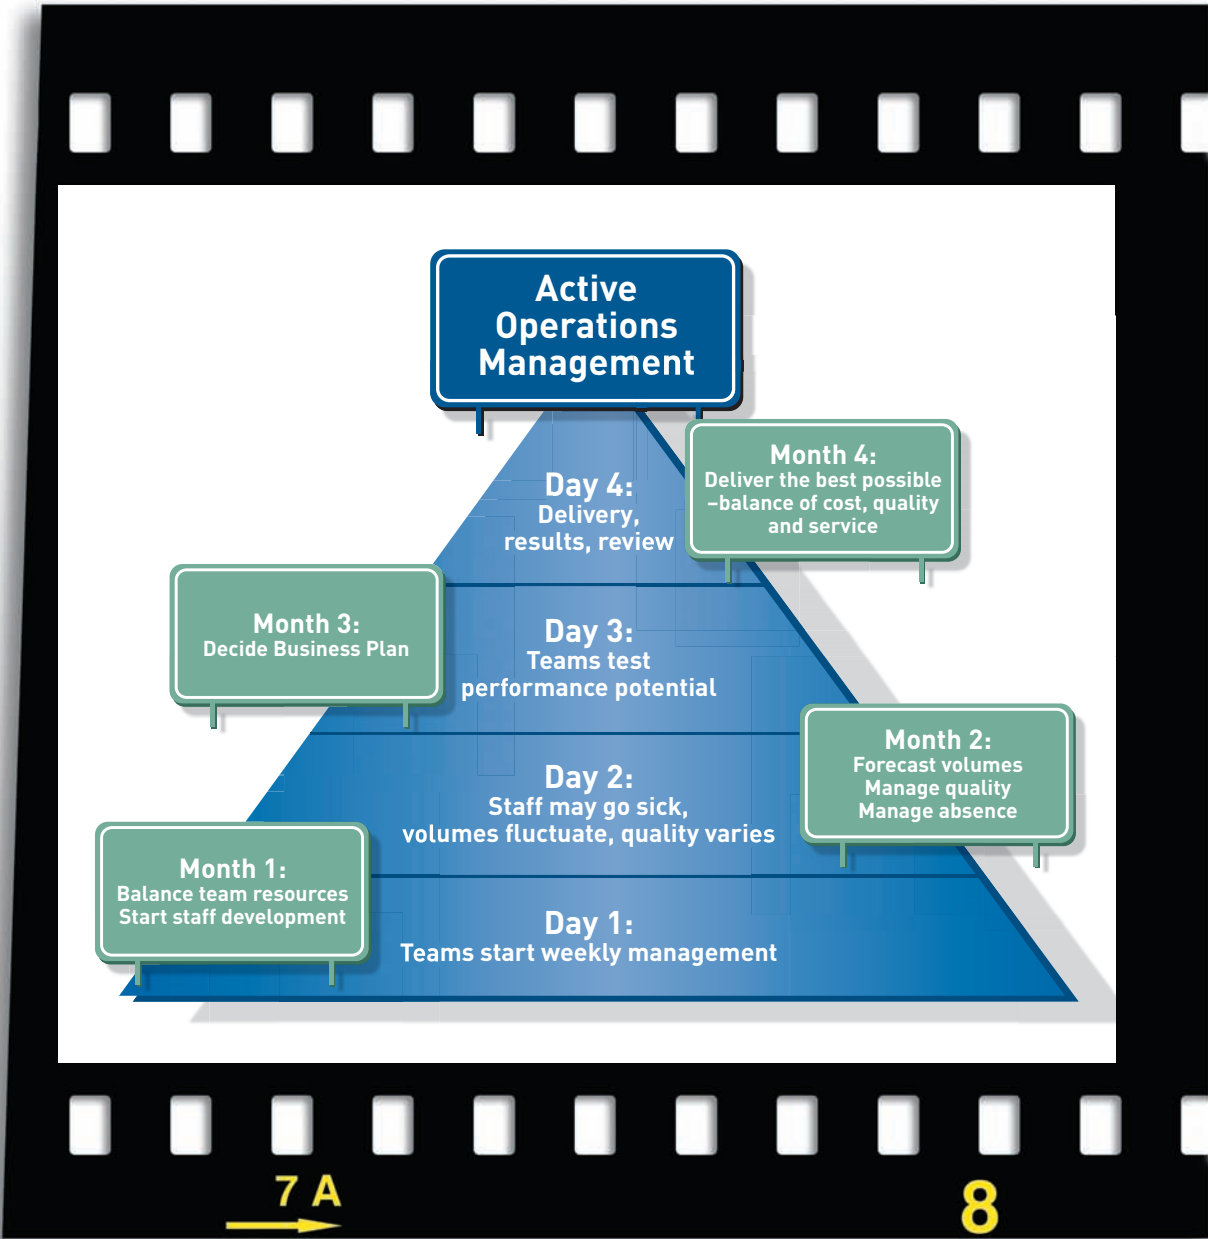 Active
Operations
Management
Month 4:
Deliver the best possible
–balance of cost, quality
and service
Day 4:
Delivery,
results, review
Month 3:
Decide Business Plan
Day 3:
Teams test
performance potential
Month 2:
Forecast volumes
Manage quality
Manage absence
Day 2:
Staff may go sick,
volumes fluctuate, quality varies
Month 1:
Balance team resources
Start staff development
Day 1:
Teams start weekly management
7 A
8